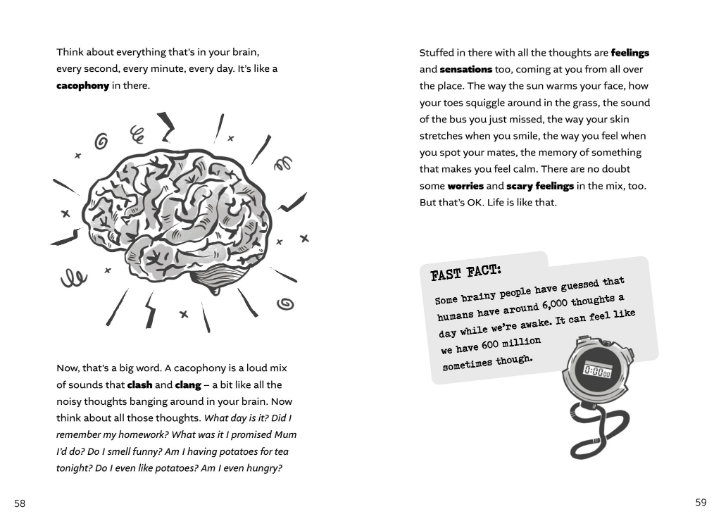 Think about everything that's in your brain,
every second, every minute, every day. It's like a
cacophony in there.
Now, that's a big word. A cacophony is a loud mix
of sounds that clash and clang – a bit like all the
noisy thoughts banging around in your brain. Now
think about all those thoughts. What day is it? Did I
remember my homework? What was it I promised Mum
I'd do? Do I smell funny? Am I having potatoes for tea
tonight? Do I even like potatoes? Am I even hungry?
58
Stuffed in there with all the thoughts are feelings
and sensations too, coming at you from all over
the place. The way the sun warms your face, how
your toes squiggle around in the grass, the sound
of the bus you just missed, the way your skin
stretches when you smile, the way you feel when
you spot your mates, the memory of something
that makes you feel calm. There are no doubt
some worries and scary feelings in the mix, too.
But that's OK. Life is like that.
FAST FACT:
Some brainy people have guessed that
humans have around 6,000 thoughts a
day while we're awake. It can feel like
we have 600 million
sometimes though.
0:00:00
59